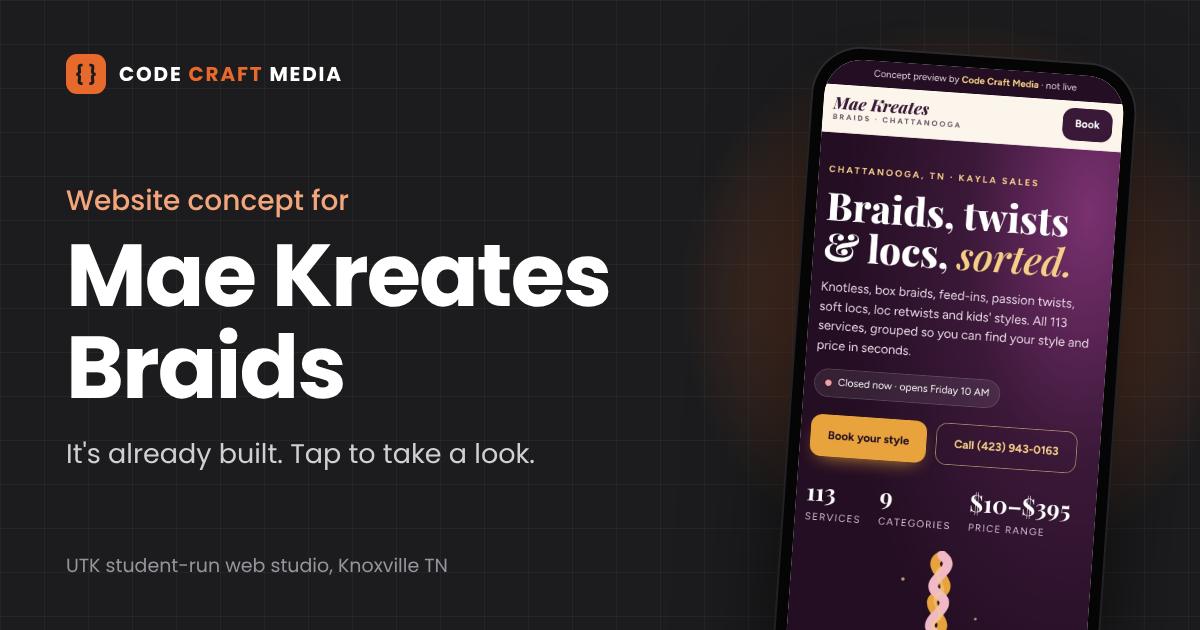 { } CODE CRAFT MEDIA
Website concept for
Mae Kreates
Braids
It's already built. Tap to take a look.
UTK student-run web studio, Knoxville TN
Concept preview by Code Craft Media · not live
Mae Kreates
BRAIDS · CHATTANOOGA
Book
CHATTANOOGA, TN · KAYLA SALES
Braids, twists
& locs, sorted.
Knotless, box braids, feed-ins, passion twists,
soft locs, loc retwists and kids' styles. All 113
services, grouped so you can find your style and
price in seconds.
Closed now · opens Friday 10 AM
Book your style
Call (423) 943-0163
113
SERVICES
9
CATEGORIES
$10–$395
PRICE RANGE